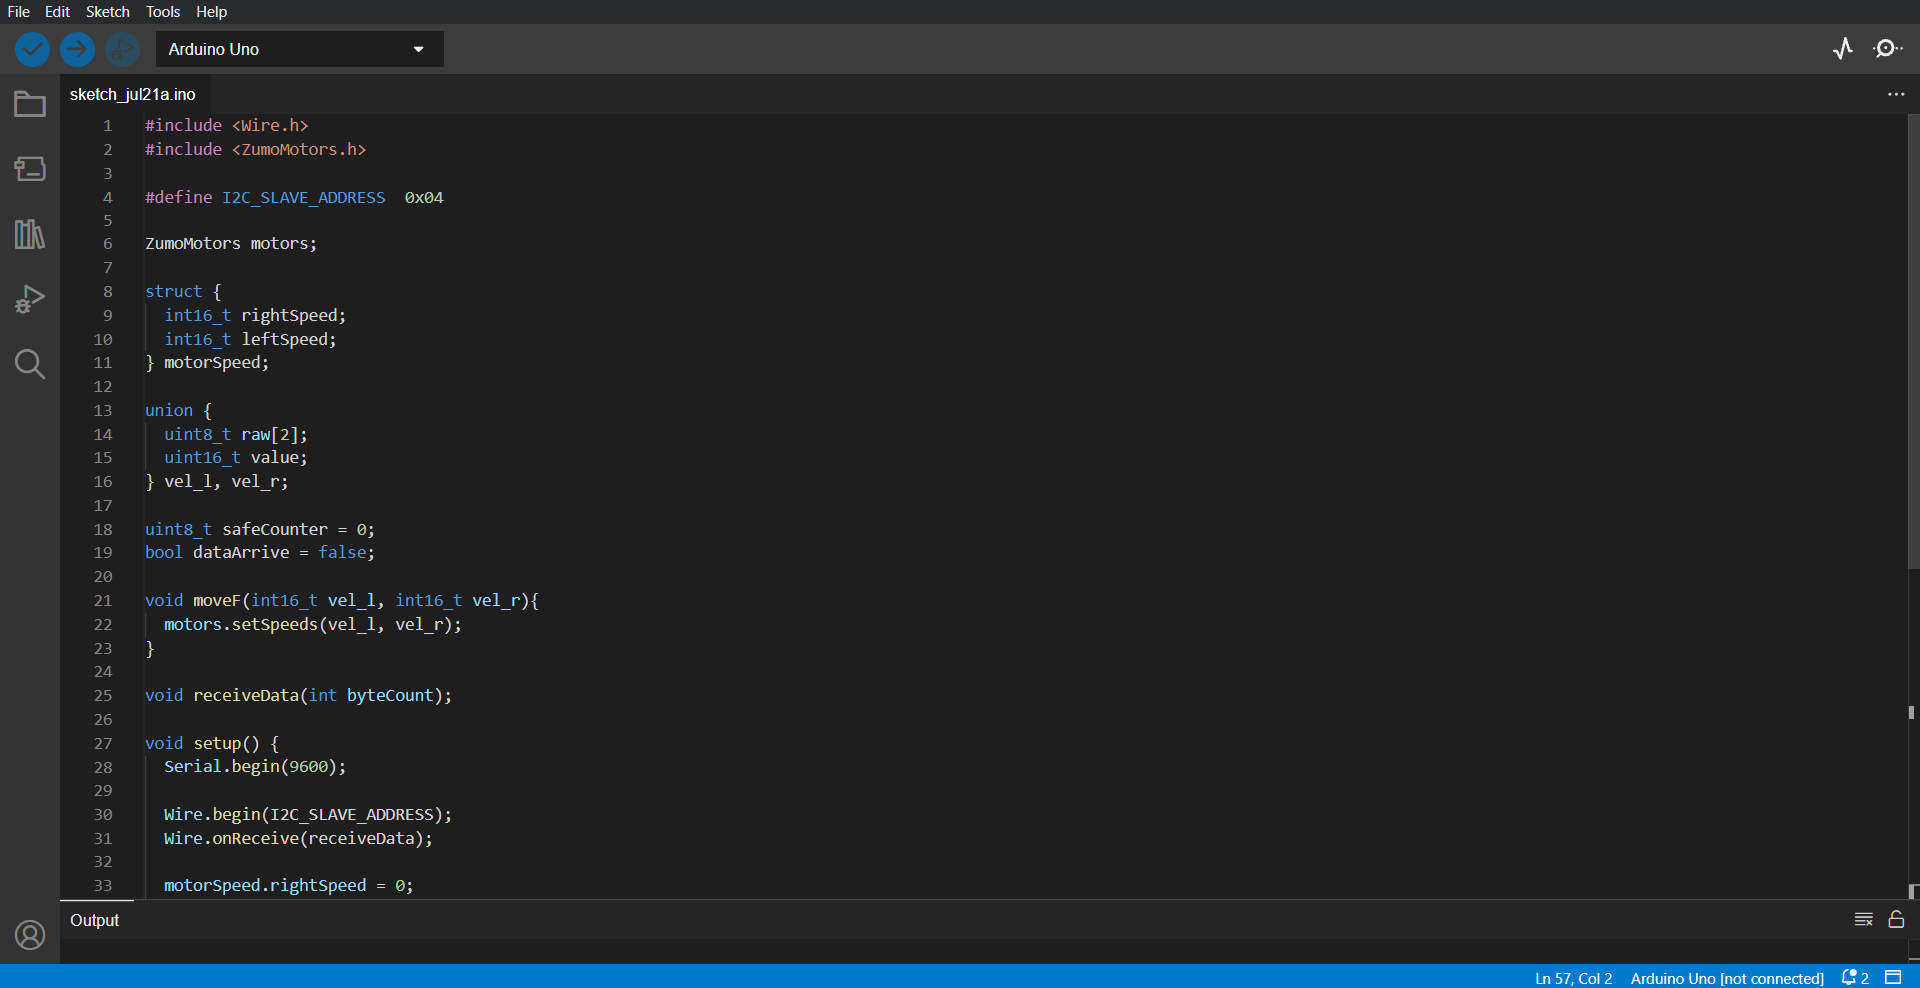 File Edit Sketch Tools Help
Arduino Uno
sketch_jul21a.ino
1 #include <Wire.h>
2 #include <ZumoMotors.h>
3
4 #define I2C_SLAVE_ADDRESS  0x04
5
6 ZumoMotors motors;
7
8 struct {
9   int16_t rightSpeed;
10   int16_t leftSpeed;
11 } motorSpeed;
12
13 union {
14   uint8_t raw[2];
15   uint16_t value;
16 } vel_l, vel_r;
17
18 uint8_t safeCounter = 0;
19 bool dataArrive = false;
20
21 void moveF(int16_t vel_l, int16_t vel_r){
22   motors.setSpeeds(vel_l, vel_r);
23 }
24
25 void receiveData(int byteCount);
26
27 void setup() {
28   Serial.begin(9600);
29
30   Wire.begin(I2C_SLAVE_ADDRESS);
31   Wire.onReceive(receiveData);
32
33   motorSpeed.rightSpeed = 0;
Output
Ln 57, Col 2 Arduino Uno [not connected] 2